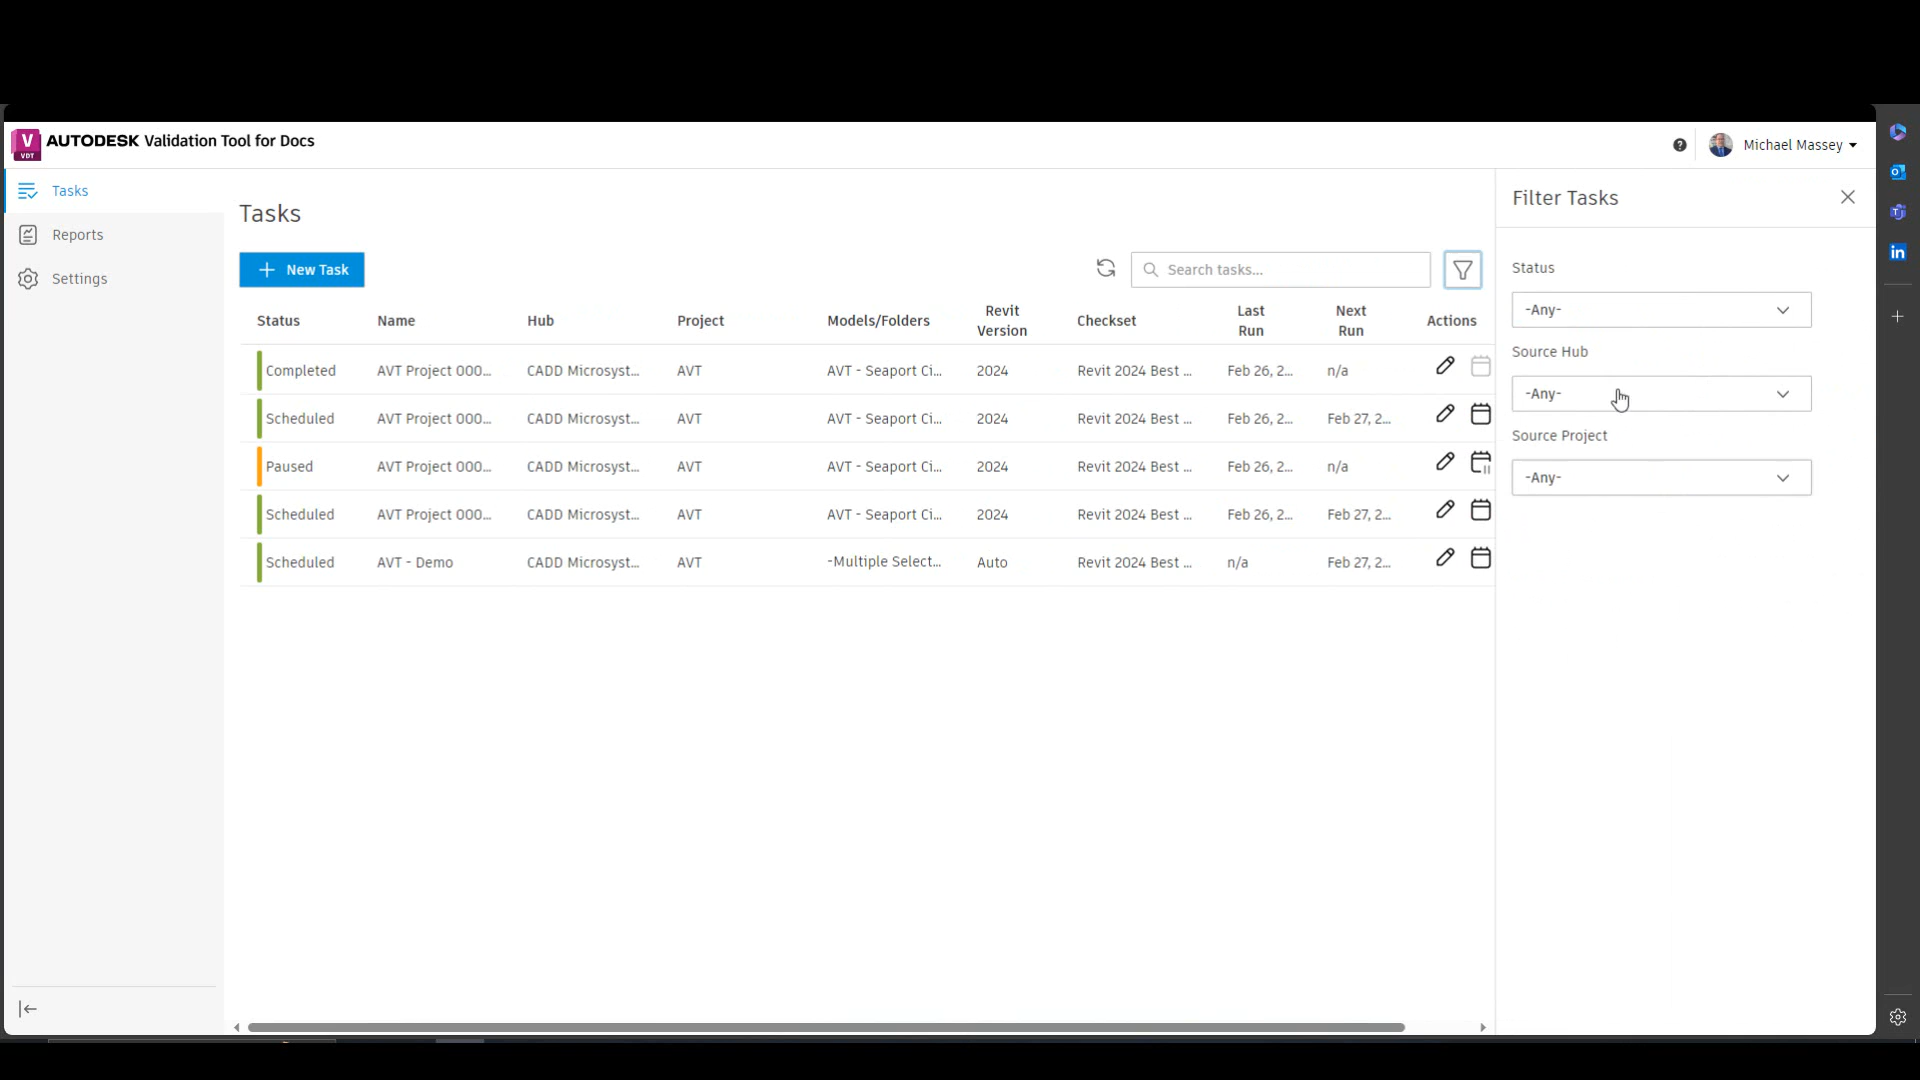 V
VDT
AUTODESK Validation Tool for Docs
Michael Massey
Tasks
Reports
Settings
Tasks
New Task
Search tasks...
Status Name Hub Project Models/Folders Revit Version Checkset Last Run Next Run Actions
Completed AVT Project 000... CADD Microsyst... AVT AVT - Seaport Ci... 2024 Revit 2024 Best ... Feb 26, 2... n/a
Scheduled AVT Project 000... CADD Microsyst... AVT AVT - Seaport Ci... 2024 Revit 2024 Best ... Feb 26, 2... Feb 27, 2...
Paused AVT Project 000... CADD Microsyst... AVT AVT - Seaport Ci... 2024 Revit 2024 Best ... Feb 26, 2... n/a
Scheduled AVT Project 000... CADD Microsyst... AVT AVT - Seaport Ci... 2024 Revit 2024 Best ... Feb 26, 2... Feb 27, 2...
Scheduled AVT - Demo CADD Microsyst... AVT -Multiple Select... Auto Revit 2024 Best ... n/a Feb 27, 2...
Filter Tasks
Status
-Any-
Source Hub
-Any-
Source Project
-Any-